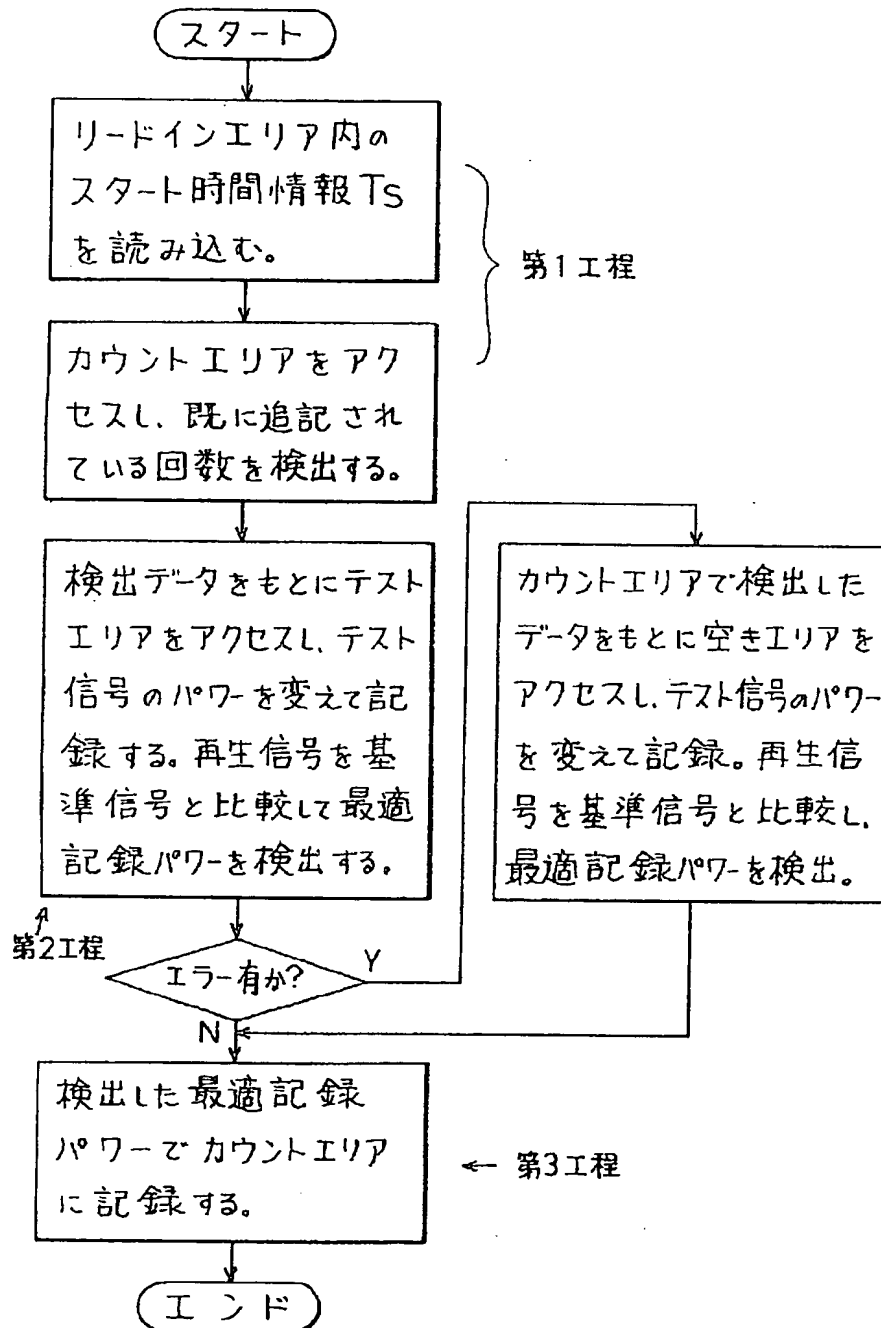 スタート
リードインエリア内の
スタート時間情報TS
を読み込む。
第1工程
カウントエリアをアク
セスし、既に追記され
ている回数を検出する。
検出データをもとにテスト
エリアをアクセスし、テスト
信号のパワーを変えて記
録する。再生信号を基
準信号と比較して最適
記録パワーを検出する。
第2工程
カウントエリアで検出した
データをもとに空きエリアを
アクセスし、テスト信号のパワー
を変えて記録。再生信
号を基準信号と比較し、
最適記録パワーを検出。
エラー有か?
Y
N
検出した最適記録
パワーでカウントエリア
に記録する。
第3工程
エンド